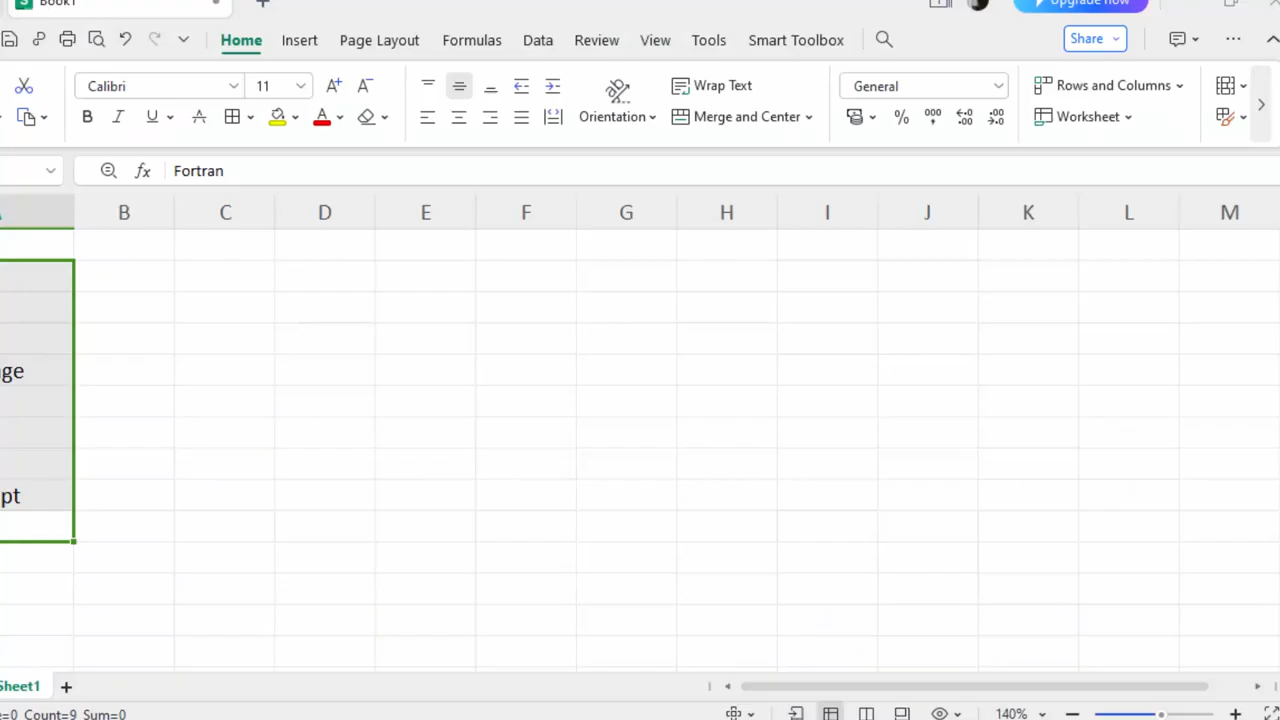 Book1
Upgrade now
Home Insert Page Layout Formulas Data Review View Tools Smart Toolbox Share
Calibri 11 Wrap Text General Rows and Columns
B I U A A Orientation Merge and Center % 000 Worksheet
fx Fortran
B C D E F G H I J K L M
ge
pt
Sheet1 +
=0 Count=9 Sum=0 140%